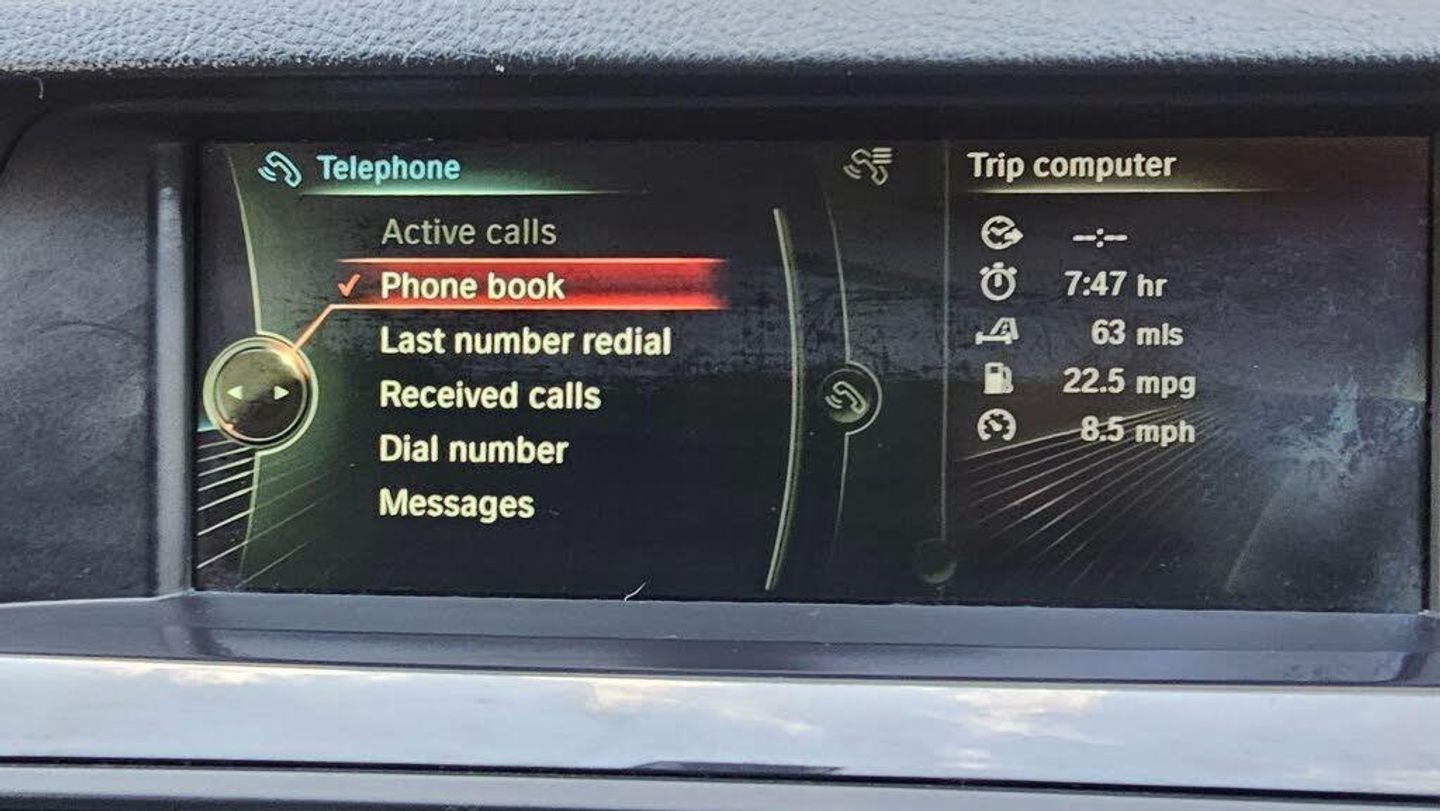 Telephone
Active calls
Phone book
Last number redial
Received calls
Dial number
Messages
Trip computer
--:--
7:47 hr
63 mls
22.5 mpg
8.5 mph